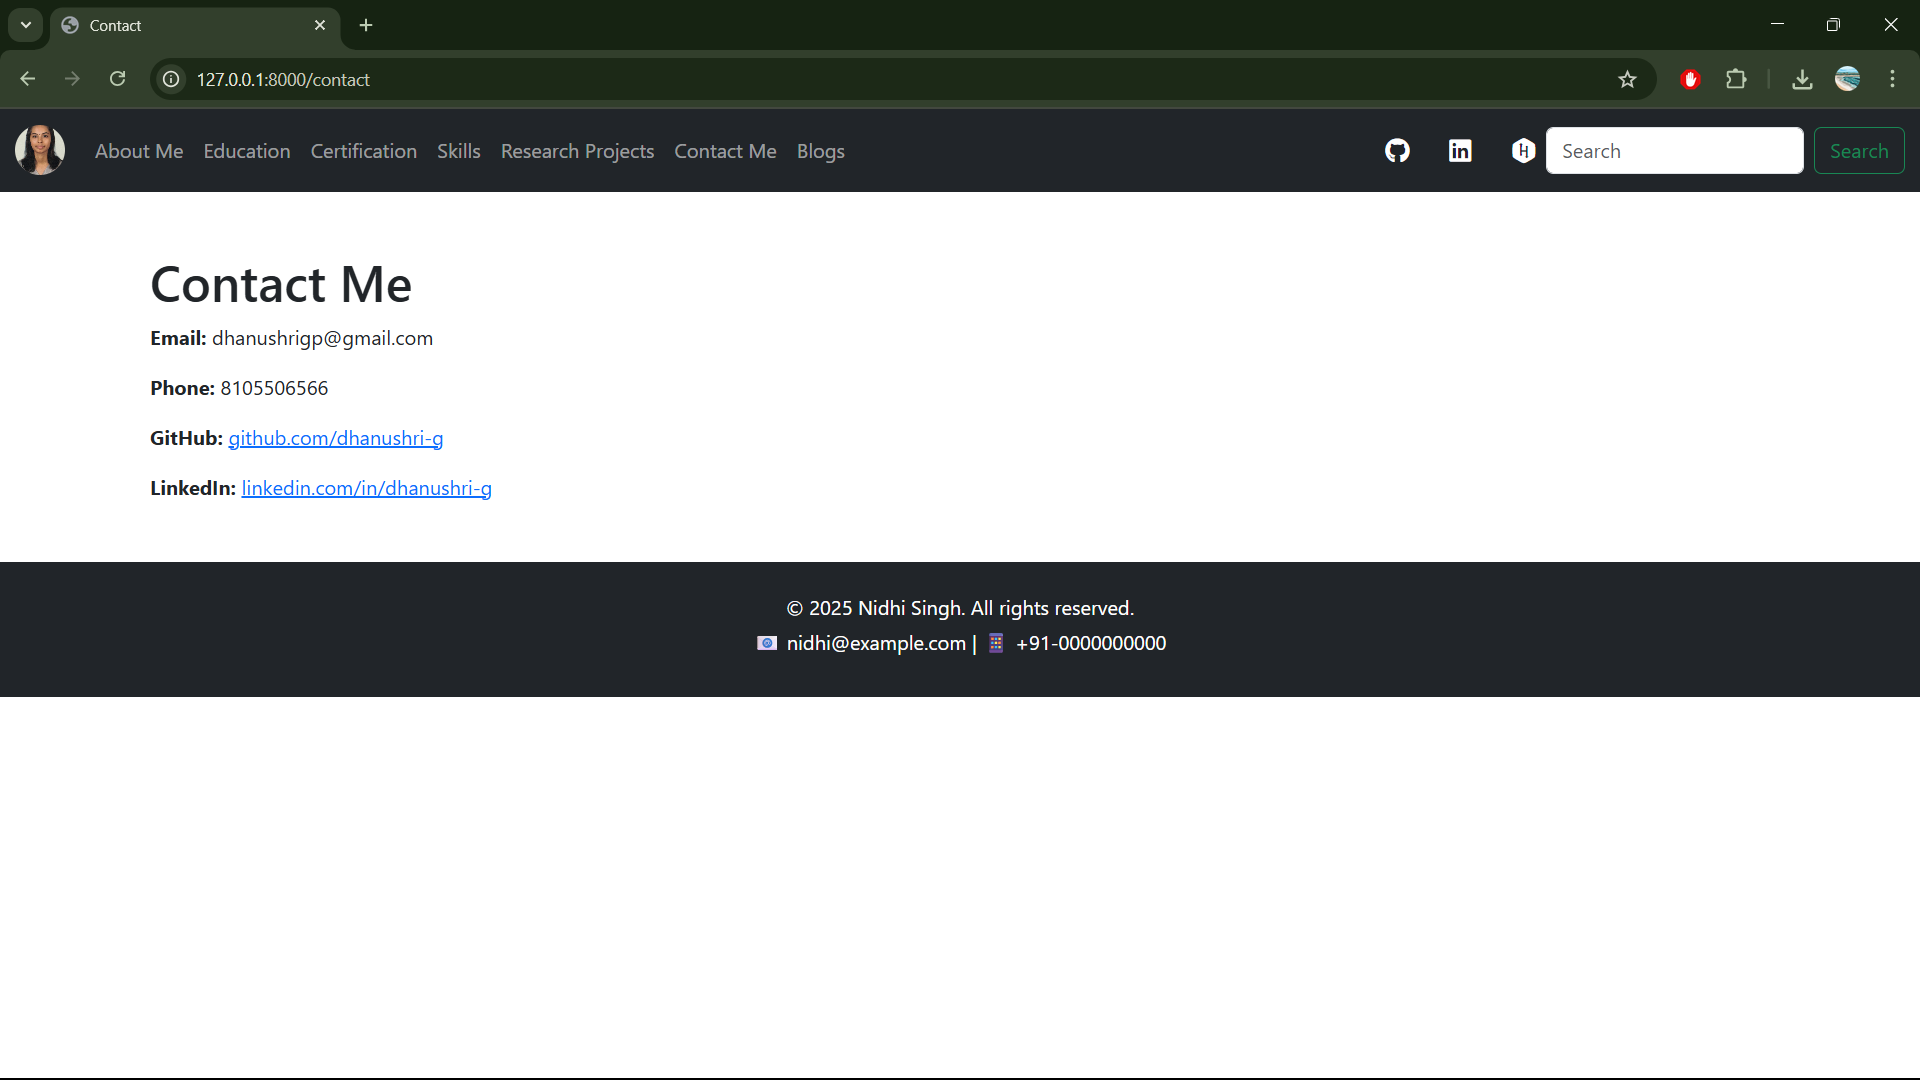 Contact
127.0.0.1:8000/contact
About Me Education Certification Skills Research Projects Contact Me Blogs in H Search Search
Contact Me
Email: dhanushrigp@gmail.com
Phone: 8105506566
GitHub: github.com/dhanushri-g
LinkedIn: linkedin.com/in/dhanushri-g
© 2025 Nidhi Singh. All rights reserved.
📧 nidhi@example.com | 📱 +91-0000000000